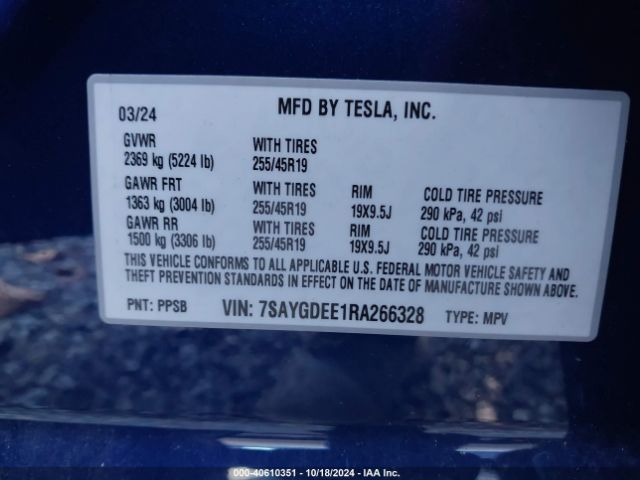 03/24 MFD BY TESLA, INC.
GVWR WITH TIRES
2369 kg (5224 lb) 255/45R19
GAWR FRT WITH TIRES RIM COLD TIRE PRESSURE
1363 kg (3004 lb) 255/45R19 19X9.5J 290 kPa, 42 psi
GAWR RR WITH TIRES RIM COLD TIRE PRESSURE
1500 kg (3306 lb) 255/45R19 19X9.5J 290 kPa, 42 psi
THIS VEHICLE CONFORMS TO ALL APPLICABLE U.S. FEDERAL MOTOR VEHICLE SAFETY AND
THEFT PREVENTION STANDARDS IN EFFECT ON THE DATE OF MANUFACTURE SHOWN ABOVE.
PNT: PPSB VIN: 7SAYGDEE1RA266328 TYPE: MPV
000-40610351 - 10/18/2024 - IAA Inc.